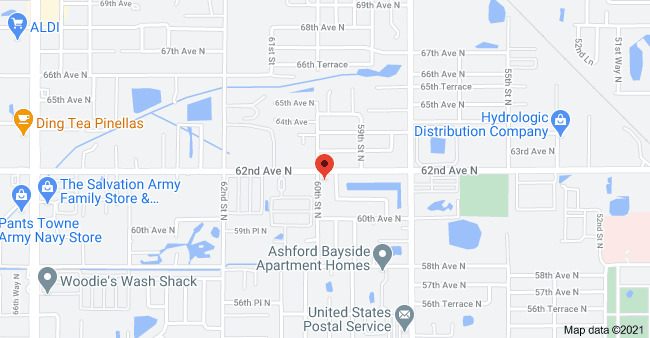 ALDI
68th Ave N
67th Ave N
69th Ave N
61st St N
66th Terrace
67th Ave N
66th Ave N
65th Terrace
65th Ave N
55th St N
52nd Ln
51st Way N
66th Ave N
65th Ave N
65th Ave N
64th Ave
59th St N
Ding Tea Pinellas
Hydrologic
Distribution Company
63rd Ave N
62nd Ave N
62nd Ave N
The Salvation Army
Family Store &…
Pants Towne
Army Navy Store
62nd St N
60th St N
60th Ave N
60th Ave N
59th Pl N
52nd St N
Ashford Bayside
Apartment Homes
58th Ave N
58th Ave N
57th Ave N
56th Terrace N
66th Way N
Woodie's Wash Shack
56th Pl N
56th Pl N
United States
Postal Service
Map data ©2021